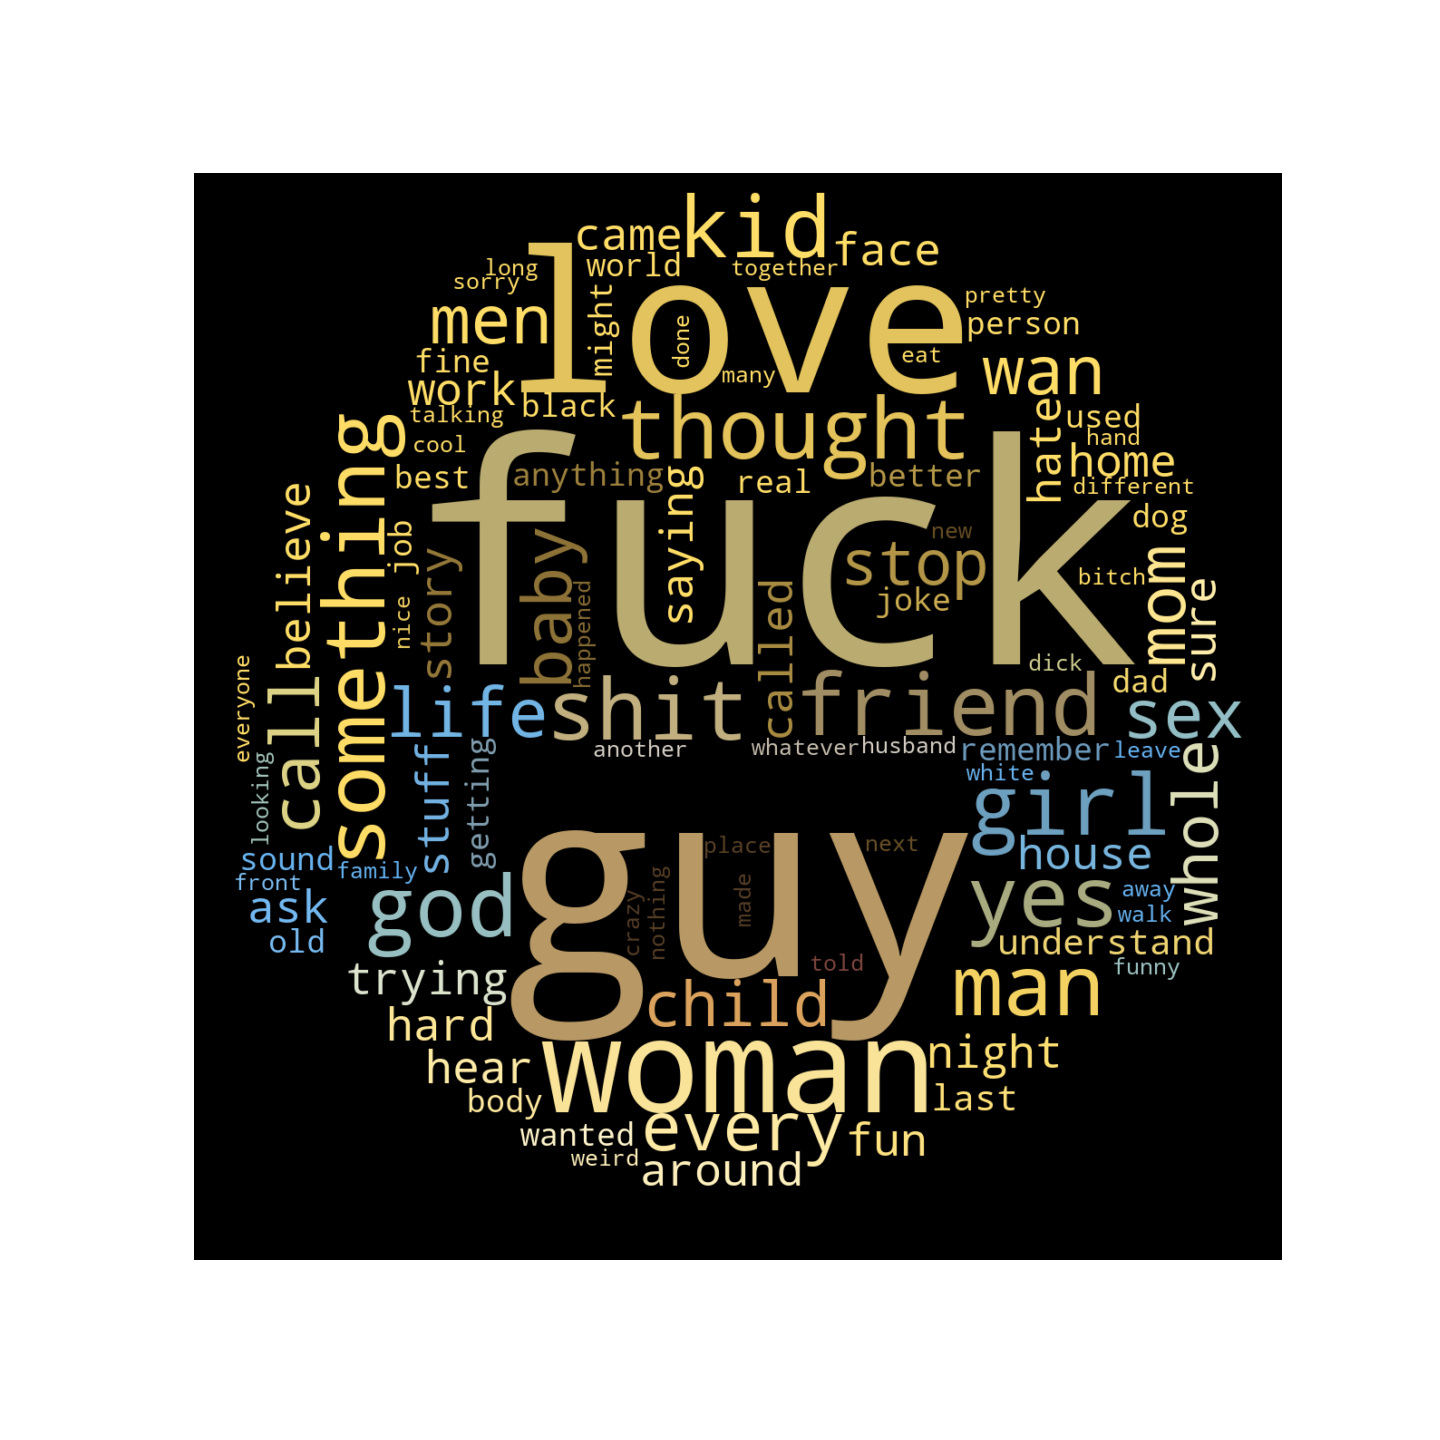 kid
came
face
love
long
world
together
sorry
might
pretty
men
person
done
fine
eat
many
wan
work
black
talking
thought
hate
used
something
cool
hand
fuck
best
anything
saying
real
better
home
different
believe
job
story
baby
new
dog
stop
joke
bitch
mom
sure
nice
happened
called
everyone
call
life
shit
friend
dick
dad
sex
another
whatever
husband
remember
leave
looking
stuff
getting
white
whole
girl
guy
place
next
house
sound
family
front
god
ask
crazy
nothing
made
yes
away
walk
old
understand
told
funny
trying
child
man
hard
woman
night
hear
body
last
wanted
every
fun
weird
around